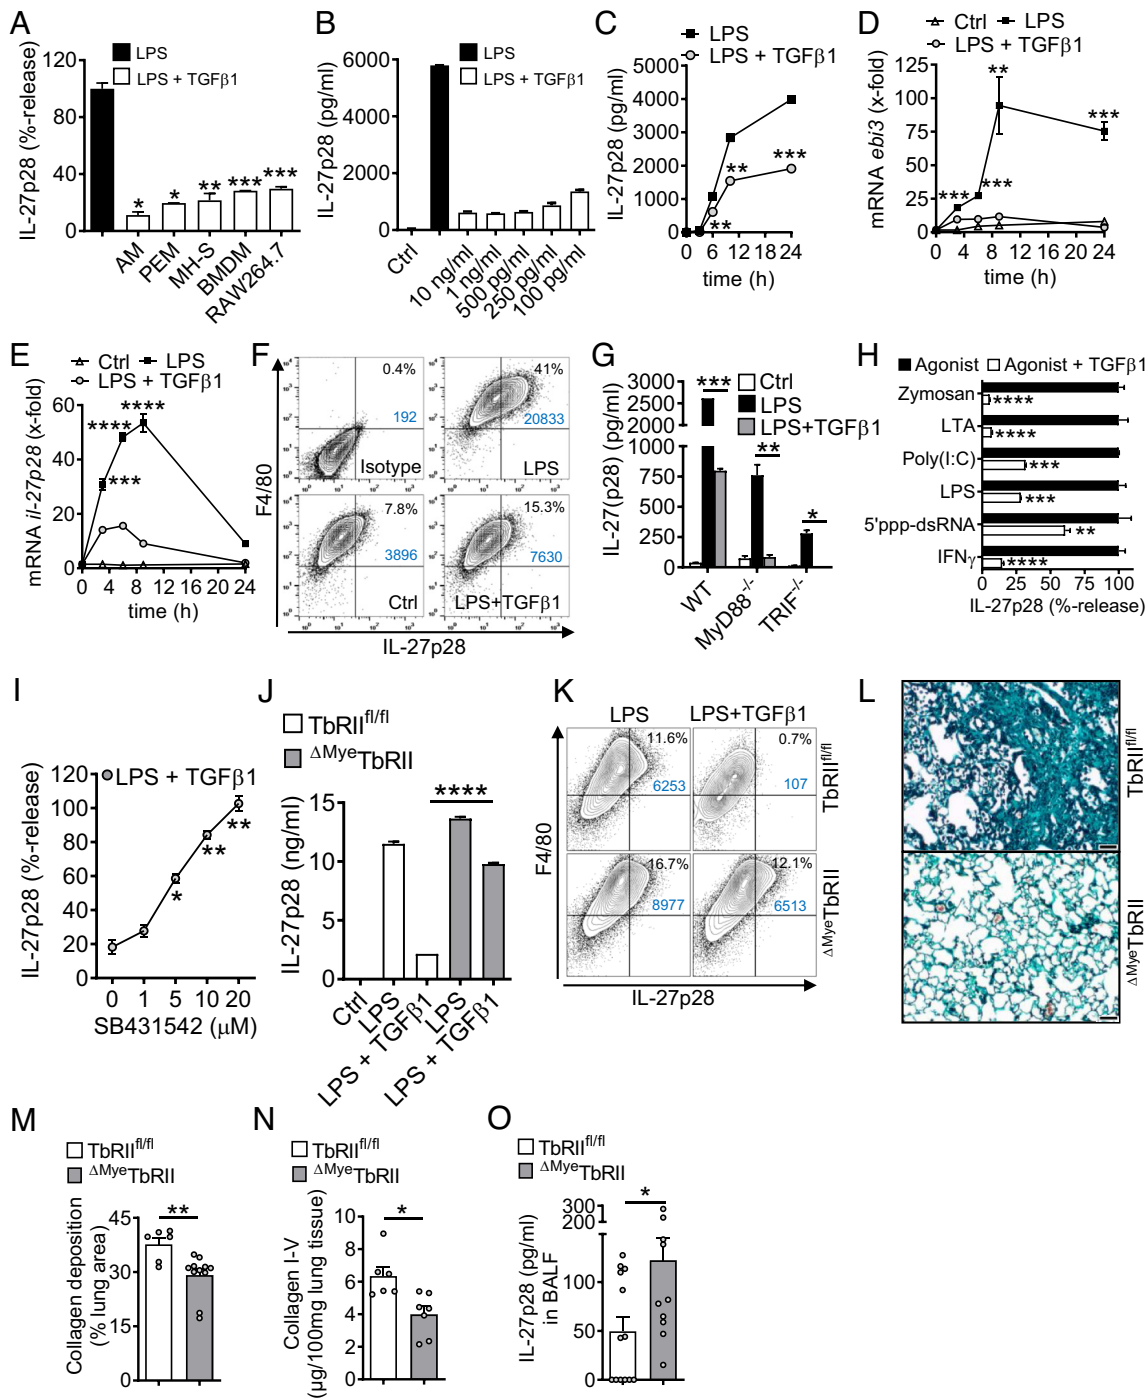 A
LPS
LPS + TGFβ1
IL-27p28 (%-release)
120
80
40
0
*
*
**
***
***
AM
PEM
MH-S
BMDM
RAW264.7
B
LPS
LPS + TGFβ1
IL-27p28 (pg/ml)
6000
4000
2000
0
Ctrl
10 ng/ml
1 ng/ml
500 pg/ml
250 pg/ml
100 pg/ml
C
LPS
LPS + TGFβ1
IL-27p28 (pg/ml)
5000
4000
3000
2000
1000
0
**
**
***
0 6 12 18 24
time (h)
D
Ctrl LPS
LPS + TGFβ1
mRNA ebi3 (x-fold)
125
100
75
50
25
0
***
***
**
***
0 4 8 12 16 20 24
time (h)
E
Ctrl LPS
LPS + TGFβ1
mRNA il-27p28 (x-fold)
60
40
20
0
***
****
****
0 4 8 12 16 20 24
time (h)
F
F4/80
0.4%
192
Isotype
41%
20833
LPS
7.8%
3896
Ctrl
15.3%
7630
LPS+TGFβ1
IL-27p28
G
Ctrl
LPS
LPS+TGFβ1
IL-27(p28) (pg/ml)
3000
2500
2000
1000
750
500
250
0
***
**
*
WT
MyD88-/-
TRIF-/-
H
Agonist Agonist + TGFβ1
Zymosan
****
LTA
****
Poly(I:C)
***
LPS
***
5'ppp-dsRNA
**
IFNγ
****
0 25 50 75 100
IL-27p28 (%-release)
I
LPS + TGFβ1
IL-27p28 (%-release)
120
100
80
60
40
20
0
*
**
**
0 1 5 10 20
SB431542 (μM)
J
TbRIIfl/fl
ΔMyeTbRII
IL-27p28 (ng/ml)
15
10
5
0
****
Ctrl
LPS
LPS + TGFβ1
LPS
LPS + TGFβ1
K
LPS LPS+TGFβ1
F4/80
11.6%
6253
0.7%
107
TbRIIfl/fl
16.7%
8977
12.1%
6513
ΔMyeTbRII
IL-27p28
L
TbRIIfl/fl
ΔMyeTbRII
M
TbRIIfl/fl
ΔMyeTbRII
Collagen deposition
(% lung area)
45
30
15
0
**
N
TbRIIfl/fl
ΔMyeTbRII
Collagen I-V
(μg/100mg lung tissue)
10
8
6
4
2
0
*
O
TbRIIfl/fl
ΔMyeTbRII
IL-27p28 (pg/ml)
in BALF
300
200
100
50
0
*